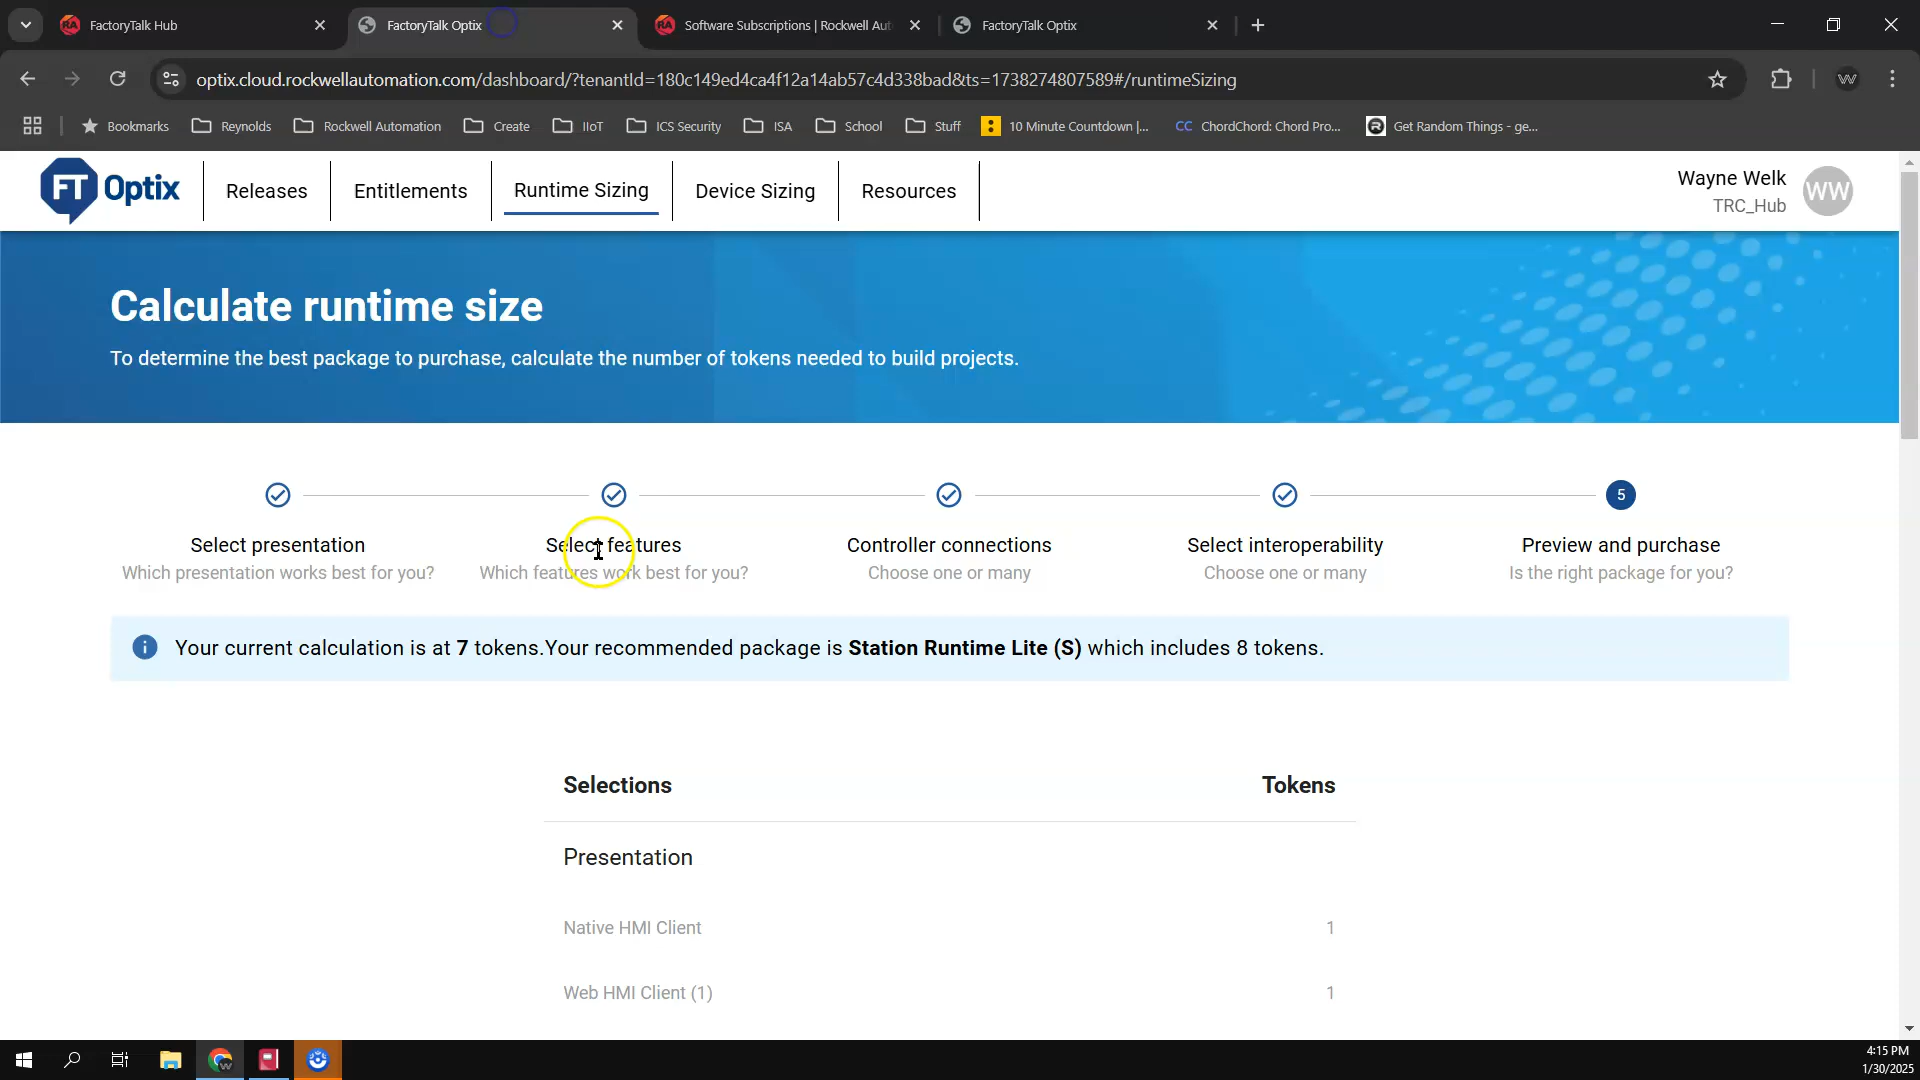 FactoryTalk Hub
FactoryTalk Optix
Software Subscriptions | Rockwell Aut
FactoryTalk Optix
optix.cloud.rockwellautomation.com/dashboard/?tenantId=180c149ed4ca4f12a14ab57c4d338bad&ts=1738274807589#/runtimeSizing
Bookmarks
Reynolds
Rockwell Automation
Create
IIoT
ICS Security
ISA
School
Stuff
10 Minute Countdown |...
CC ChordChord: Chord Pro...
Get Random Things - ge...
FT Optix
Releases
Entitlements
Runtime Sizing
Device Sizing
Resources
Wayne Welk
TRC_Hub
WW
Calculate runtime size
To determine the best package to purchase, calculate the number of tokens needed to build projects.
5
Select presentation
Which presentation works best for you?
Select features
Which features work best for you?
Controller connections
Choose one or many
Select interoperability
Choose one or many
Preview and purchase
Is the right package for you?
Your current calculation is at 7 tokens.Your recommended package is Station Runtime Lite (S) which includes 8 tokens.
Selections Tokens
Presentation
Native HMI Client 1
Web HMI Client (1) 1
4:15 PM
1/30/2025